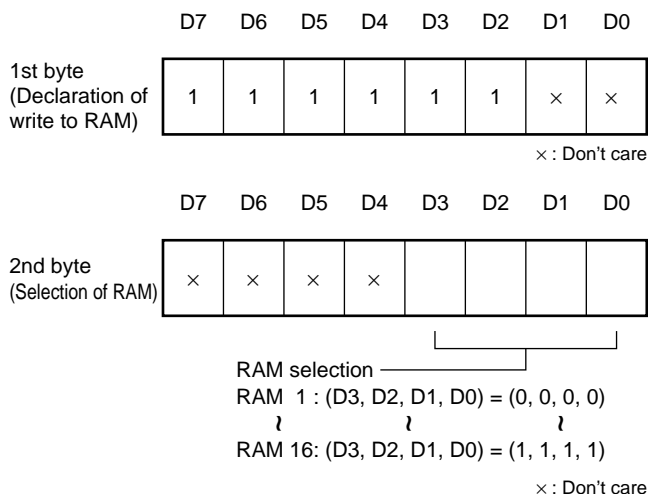 D7 D6 D5 D4 D3 D2 D1 D0
1st byte
(Declaration of
write to RAM)
1 1 1 1 1 1 × ×
× : Don't care
D7 D6 D5 D4 D3 D2 D1 D0
2nd byte
(Selection of RAM)
× × × ×
RAM selection
RAM 1 : (D3, D2, D1, D0) = (0, 0, 0, 0)
≀ ≀ ≀
RAM 16: (D3, D2, D1, D0) = (1, 1, 1, 1)
× : Don't care